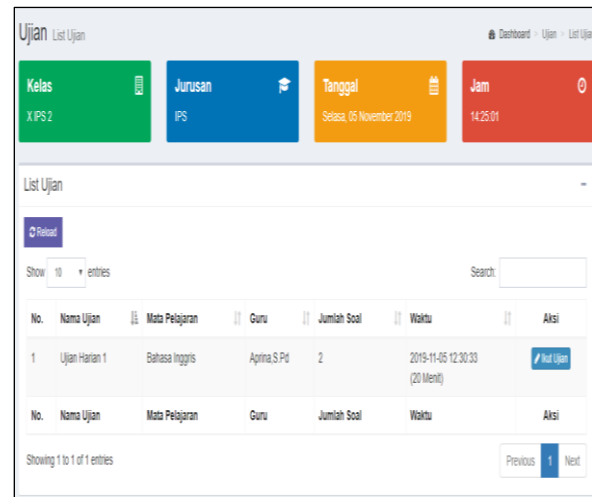 Ujian List Ujian
Dashboard > Ujian > List Ujian
Kelas
X IPS 2
Jurusan
IPS
Tanggal
Selasa, 05 November 2019
Jam
14:25:01
List Ujian
Reload
Show 10 entries
Search:
No. Nama Ujian Mata Pelajaran Guru Jumlah Soal Waktu Aksi
1 Ujian Harian 1 Bahasa Inggris Aprina,S.Pd 2 2019-11-05 12:30:33 Ikut Ujian
(20 Menit)
No. Nama Ujian Mata Pelajaran Guru Jumlah Soal Waktu Aksi
Showing 1 to 1 of 1 entries
Previous 1 Next